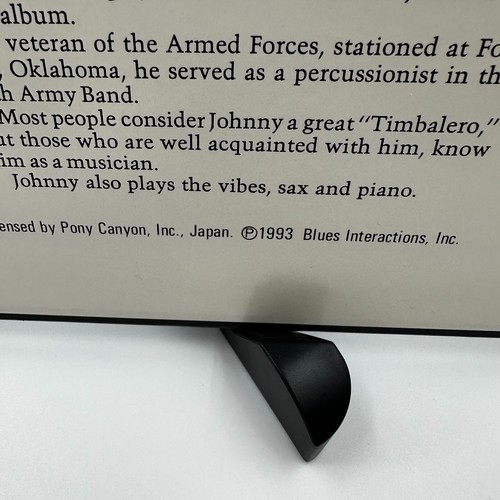 album.
veteran of the Armed Forces, stationed at Fo
, Oklahoma, he served as a percussionist in th
h Army Band.
Most people consider Johnny a great "Timbalero,"
ut those who are well acquainted with him, know
im as a musician.
Johnny also plays the vibes, sax and piano.
ensed by Pony Canyon, Inc., Japan. Ⓟ1993 Blues Interactions, Inc.